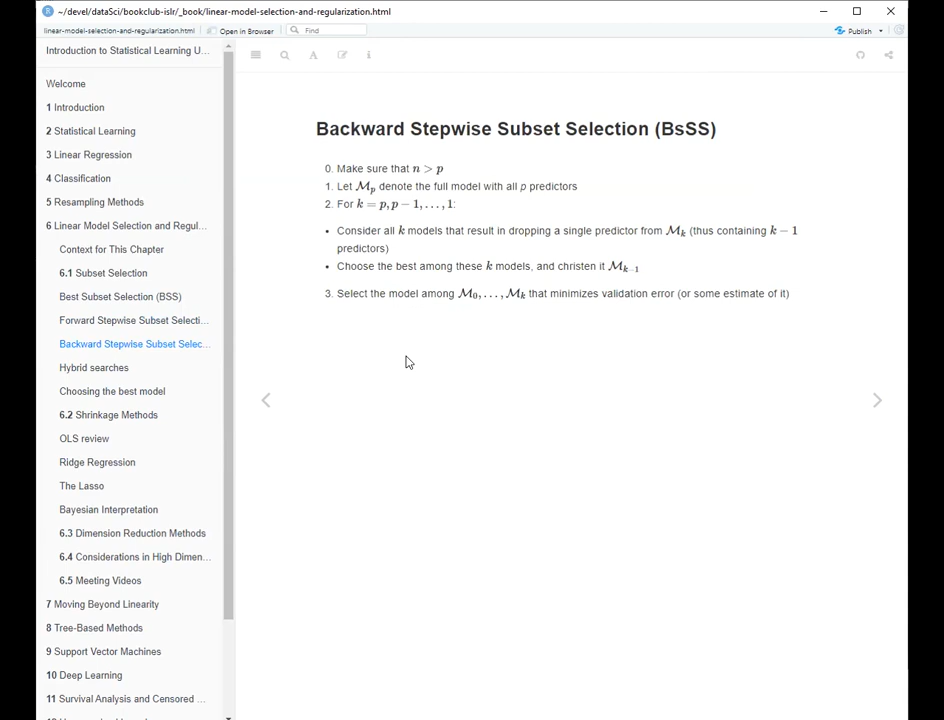 ~/devel/dataSci/bookclub-islr/_book/linear-model-selection-and-regularization.html
linear-model-selection-and-regularization.html
Open in Browser
Find
Publish
Introduction to Statistical Learning U...
Welcome
1 Introduction
2 Statistical Learning
3 Linear Regression
4 Classification
5 Resampling Methods
6 Linear Model Selection and Regul...
Context for This Chapter
6.1 Subset Selection
Best Subset Selection (BSS)
Forward Stepwise Subset Selecti...
Backward Stepwise Subset Selec...
Hybrid searches
Choosing the best model
6.2 Shrinkage Methods
OLS review
Ridge Regression
The Lasso
Bayesian Interpretation
6.3 Dimension Reduction Methods
6.4 Considerations in High Dimen...
6.5 Meeting Videos
7 Moving Beyond Linearity
8 Tree-Based Methods
9 Support Vector Machines
10 Deep Learning
11 Survival Analysis and Censored ...
Backward Stepwise Subset Selection (BsSS)
0. Make sure that n > p
1. Let ℳₚ denote the full model with all p predictors
2. For k = p, p − 1, . . . , 1:
• Consider all k models that result in dropping a single predictor from ℳₖ (thus containing k − 1
predictors)
• Choose the best among these k models, and christen it ℳₖ₋₁
3. Select the model among ℳ₀, . . . , ℳₖ that minimizes validation error (or some estimate of it)